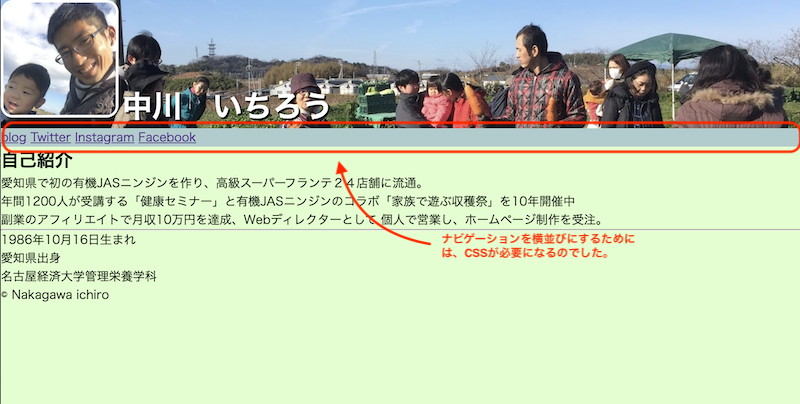 中川　いちろう
blog Twitter Instagram Facebook
自己紹介
愛知県で初の有機JASニンジンを作り、高級スーパーフランテ２４店舗に流通。
年間1200人が受講する「健康セミナー」と有機JASニンジンのコラボ「家族で遊ぶ収穫祭」を10年開催中
副業のアフィリエイトで月収10万円を達成、Webディレクターとして 個人で営業し、ホームページ制作を受注。
1986年10月16日生まれ
ナビゲーションを横並びにするために
は、CSSが必要になるのでした。
愛知県出身
名古屋経済大学管理栄養学科
© Nakagawa ichiro